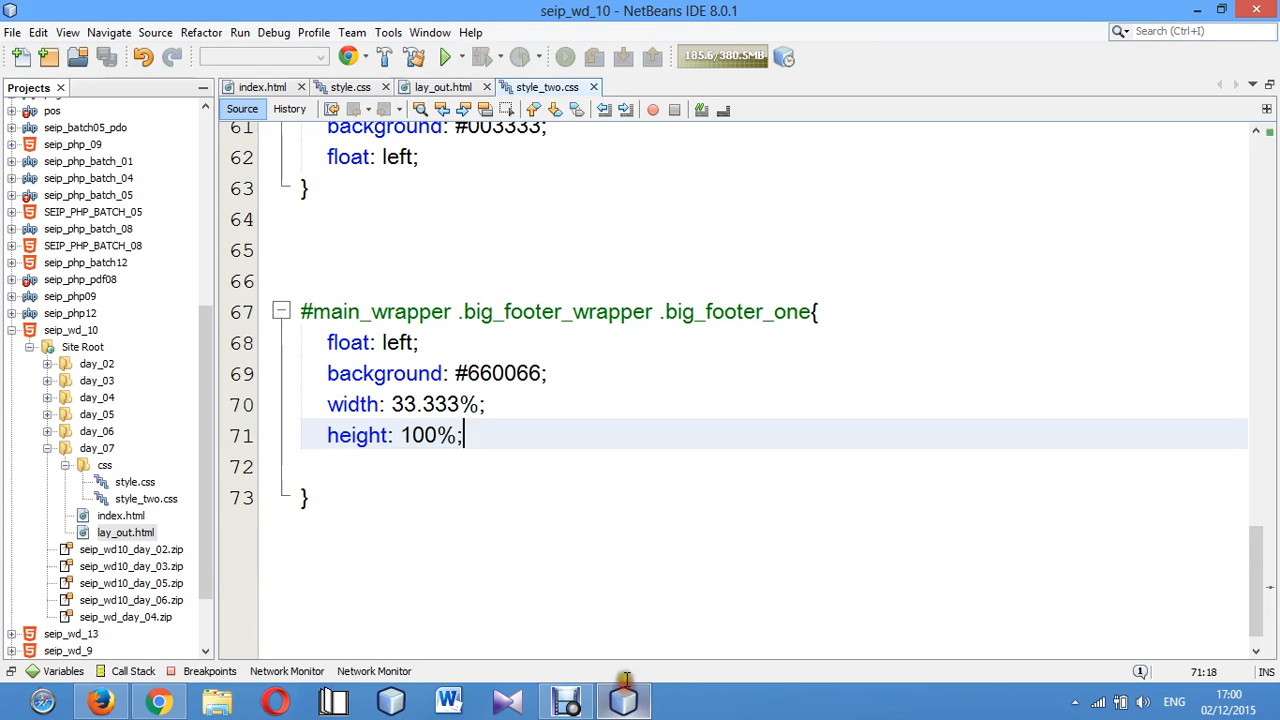 seip_wd_10 - NetBeans IDE 8.0.1
File Edit View Navigate Source Refactor Run Debug Profile Team Tools Window Help
Search (Ctrl+I)
185.6/380.5MB
Projects
index.html style.css lay_out.html style_two.css
Source History
pos
seip_batch05_pdo
seip_php_09
seip_php_batch_01
seip_php_batch_04
seip_php_batch_05
SEIP_PHP_BATCH_05
seip_php_batch_08
SEIP_PHP_BATCH_08
seip_php_batch12
seip_php_pdf08
seip_php09
seip_php12
seip_wd_10
Site Root
day_02
day_03
day_04
day_05
day_06
day_07
css
style.css
style_two.css
index.html
lay_out.html
seip_wd10_day_02.zip
seip_wd10_day_03.zip
seip_wd10_day_05.zip
seip_wd10_day_06.zip
seip_wd_day_04.zip
seip_wd_13
seip_wd_9
61 background: #003333;
62 float: left;
63 }
64
65
66
67 #main_wrapper .big_footer_wrapper .big_footer_one{
68 float: left;
69 background: #660066;
70 width: 33.333%;
71 height: 100%;
72
73 }
Variables Call Stack Breakpoints Network Monitor Network Monitor
1 71:18 INS
W
ENG
17:00
02/12/2015